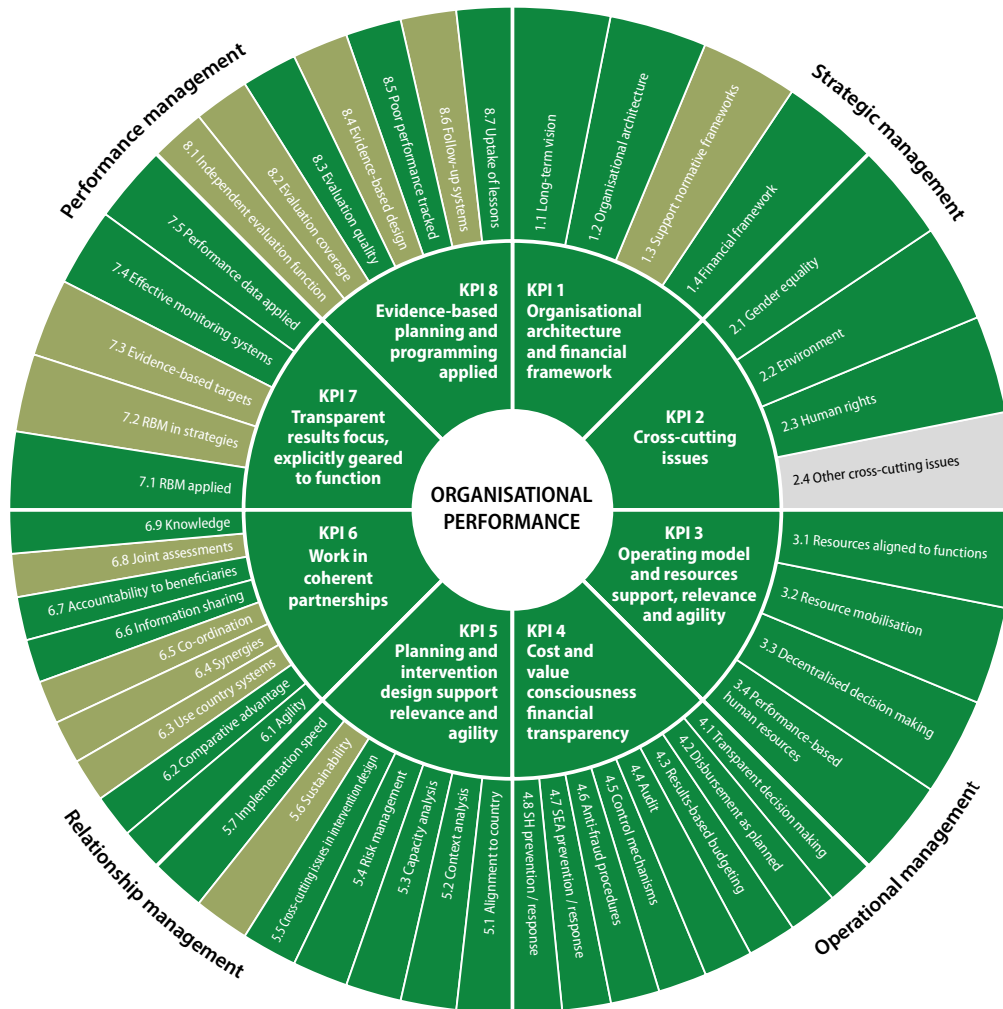 Performance management
Strategic management
Relationship management
Operational management
ORGANISATIONAL
PERFORMANCE
KPI 1
Organisational
architecture
and financial
framework
1.1 Long-term vision
1.2 Organisational architecture
1.3 Support normative frameworks
1.4 Financial framework
KPI 2
Cross-cutting
issues
2.1 Gender equality
2.2 Environment
2.3 Human rights
2.4 Other cross-cutting issues
KPI 3
Operating model
and resources
support, relevance
and agility
3.1 Resources aligned to functions
3.2 Resource mobilisation
3.3 Decentralised decision making
3.4 Performance-based
human resources
KPI 4
Cost and
value
consciousness
financial
transparency
4.1 Transparent decision making
4.2 Disbursement as planned
4.3 Results-based budgeting
4.4 Audit
4.5 Control mechanisms
4.6 Anti-fraud procedures
4.7 SEA prevention / response
4.8 SH prevention / response
KPI 5
Planning and
intervention
design support
relevance and
agility
5.1 Alignment to country
5.2 Context analysis
5.3 Capacity analysis
5.4 Risk management
5.5 Cross-cutting issues in intervention design
5.6 Sustainability
5.7 Implementation speed
KPI 6
Work in
coherent
partnerships
6.1 Agility
6.2 Comparative advantage
6.3 Use country systems
6.4 Synergies
6.5 Co-ordination
6.6 Information sharing
6.7 Accountability to beneficiaries
6.8 Joint assessments
6.9 Knowledge
KPI 7
Transparent
results focus,
explicitly geared
to function
7.1 RBM applied
7.2 RBM in strategies
7.3 Evidence-based targets
7.4 Effective monitoring systems
7.5 Performance data applied
KPI 8
Evidence-based
planning and
programming
applied
8.1 Independent evaluation function
8.2 Evaluation coverage
8.3 Evaluation quality
8.4 Evidence-based design
8.5 Poor performance tracked
8.6 Follow-up systems
8.7 Uptake of lessons